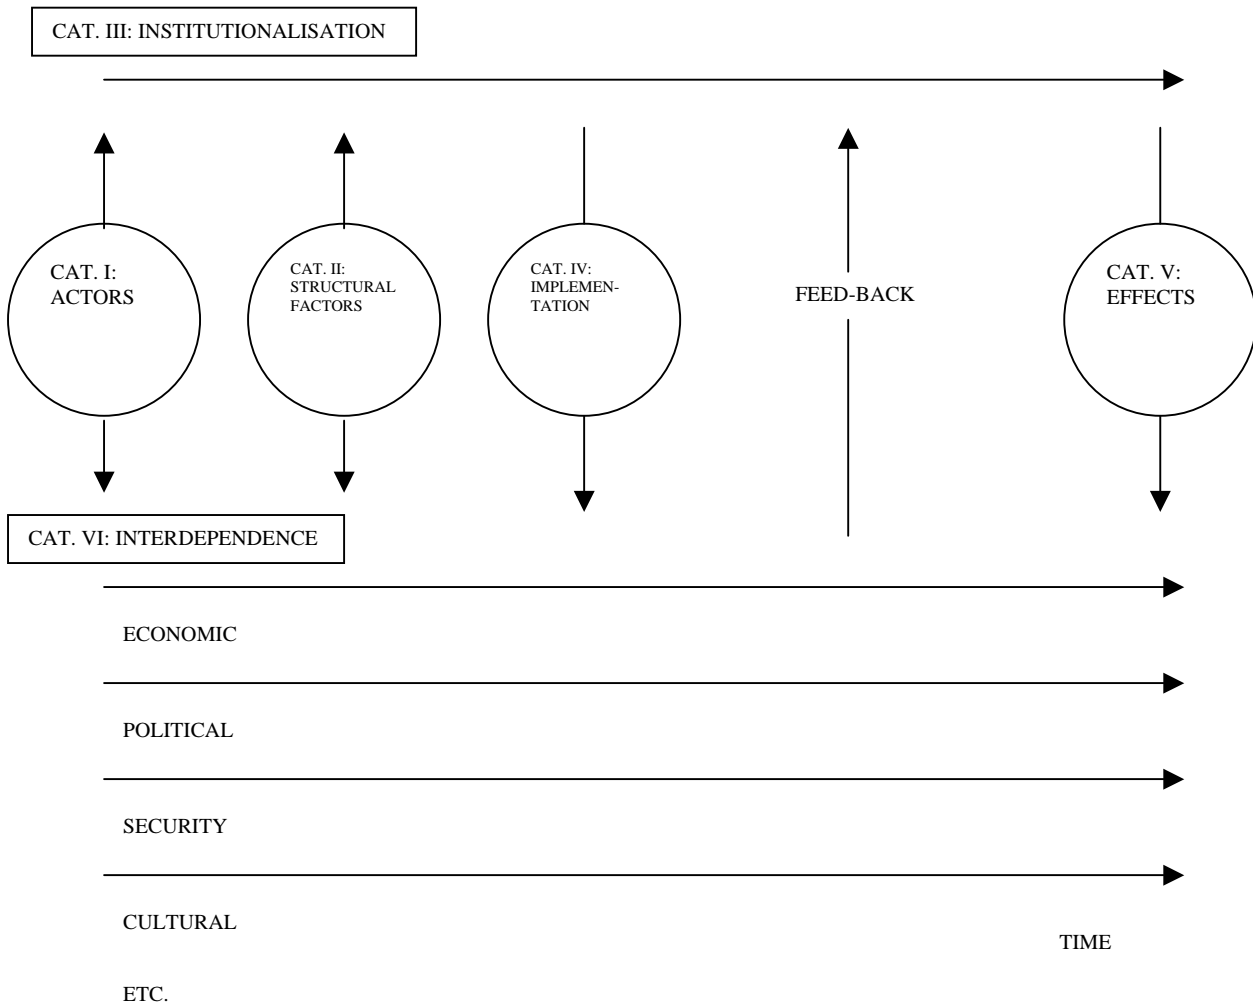 CAT. III: INSTITUTIONALISATION
CAT. I:
ACTORS
CAT. II:
STRUCTURAL
FACTORS
CAT. IV:
IMPLEMEN-
TATION
FEED-BACK
CAT. V:
EFFECTS
CAT. VI: INTERDEPENDENCE
ECONOMIC
POLITICAL
SECURITY
CULTURAL
TIME
ETC.